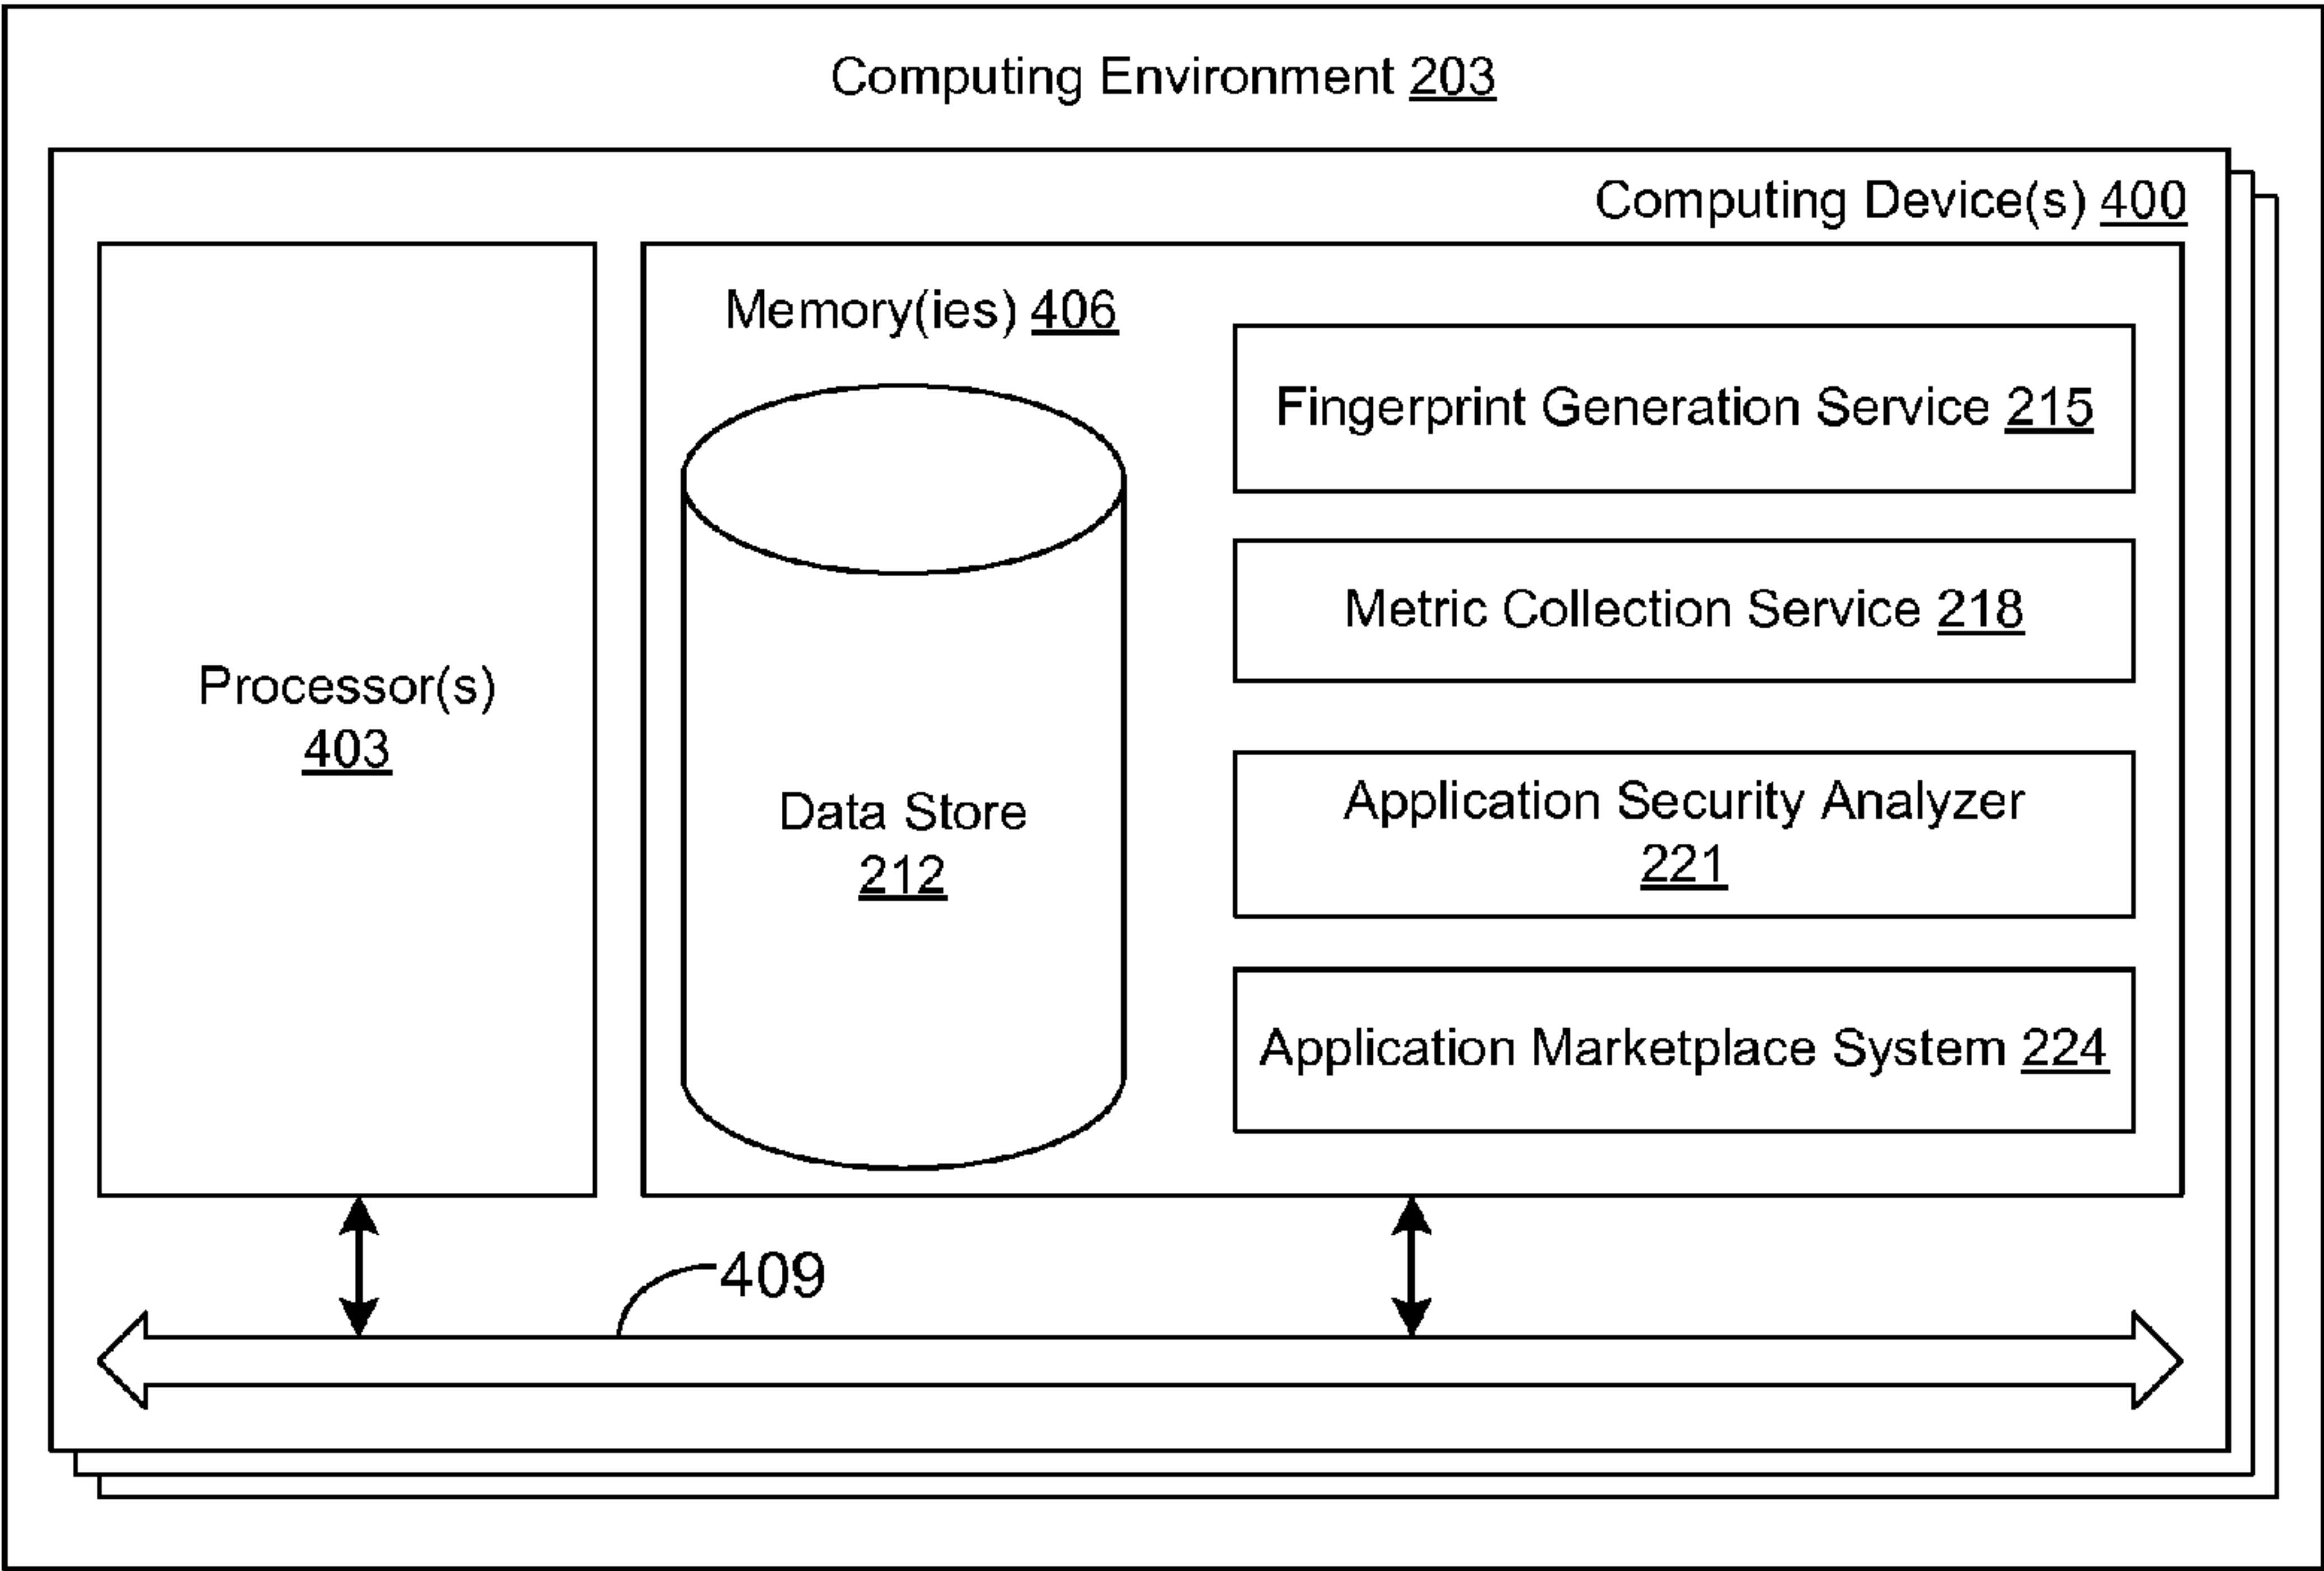 Computing Environment 203
Computing Device(s) 400
Processor(s)
403
Memory(ies) 406
Data Store
212
Fingerprint Generation Service 215
Metric Collection Service 218
Application Security Analyzer
221
Application Marketplace System 224
409